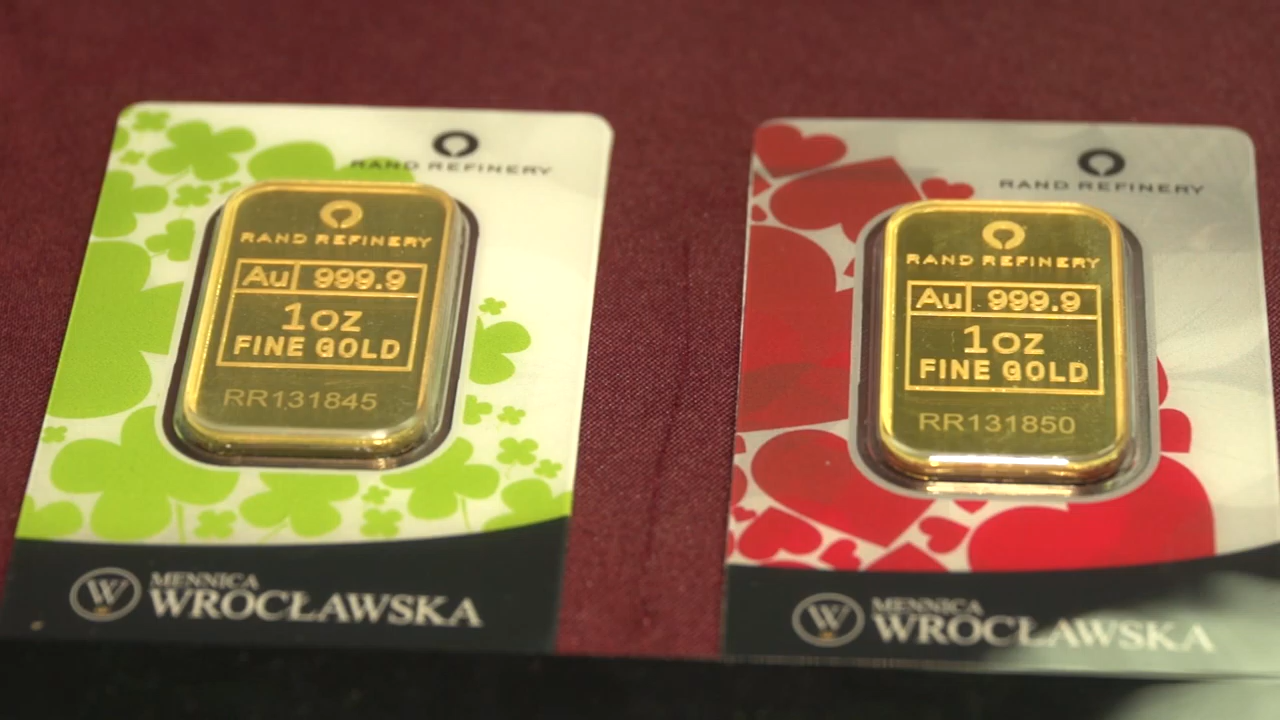 RAND REFINERY
RAND REFINERY
Au 999.9
1oz
FINE GOLD
RR131845
W MENNICA
WROCŁAWSKA
RAND REFINERY
RAND REFINERY
Au 999.9
1oz
FINE GOLD
RR131850
W MENNICA
WROCŁAWSKA